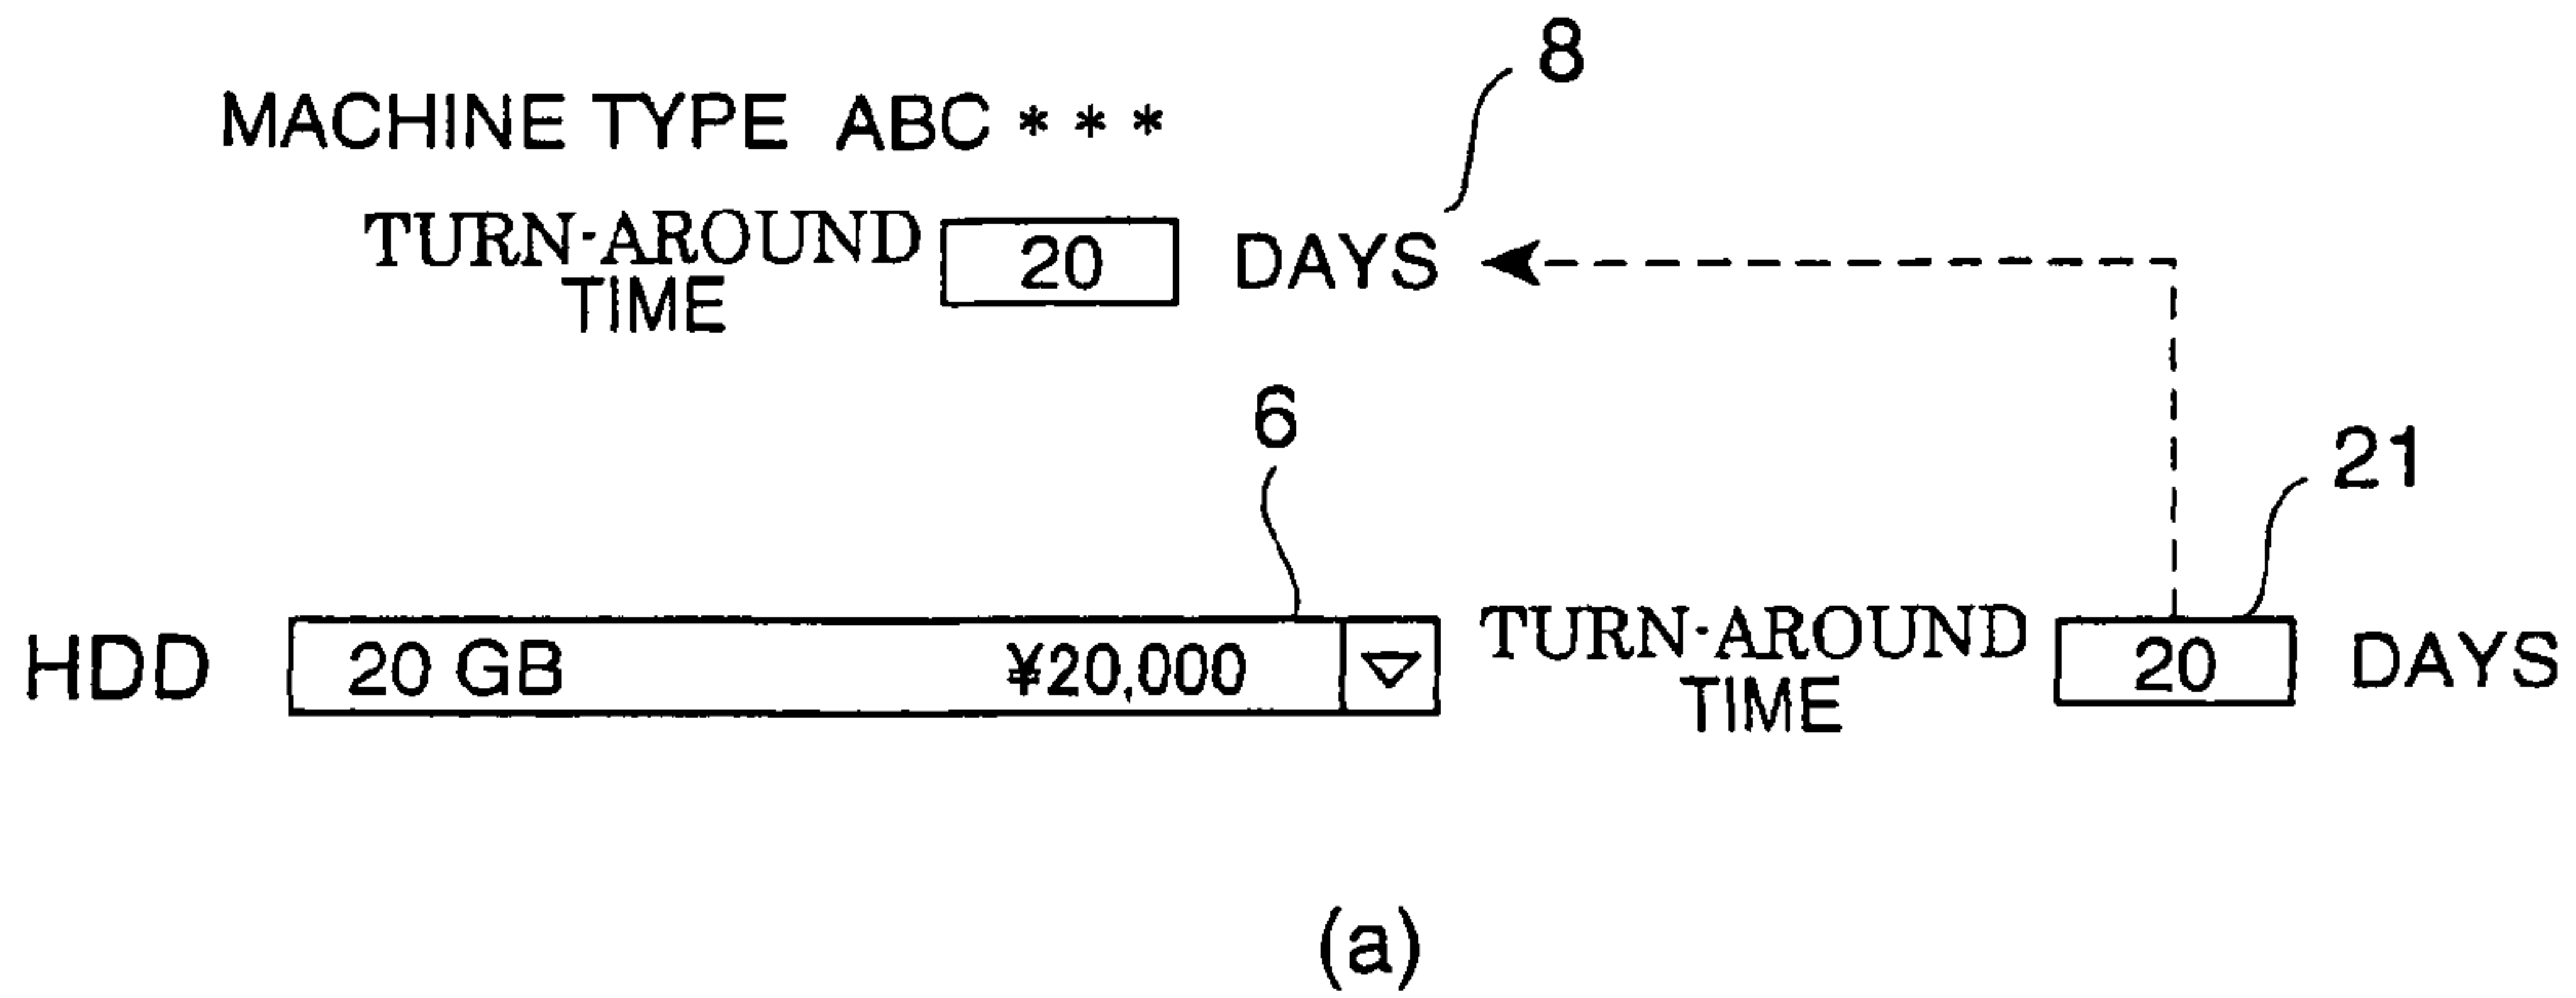 8
MACHINE TYPE ABC * * *
TURN-AROUND
TIME
20
DAYS
6
21
HDD
20 GB
¥20,000
TURN-AROUND
TIME
20
DAYS
(a)